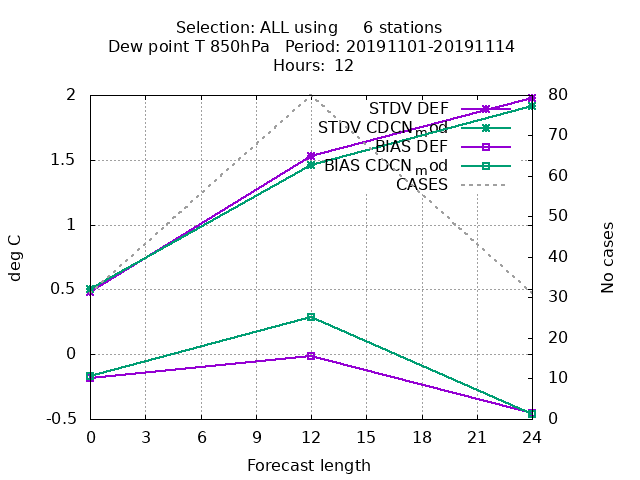 Selection: ALL using     6 stations
Dew point T 850hPa   Period: 20191101-20191114
Hours: 12
STDV DEF
STDV CDCNmod
BIAS DEF
BIAS CDCNmod
CASES
deg C
No cases
2
1.5
1
0.5
0
-0.5
80
70
60
50
40
30
20
10
0
0 3 6 9 12 15 18 21 24
Forecast length